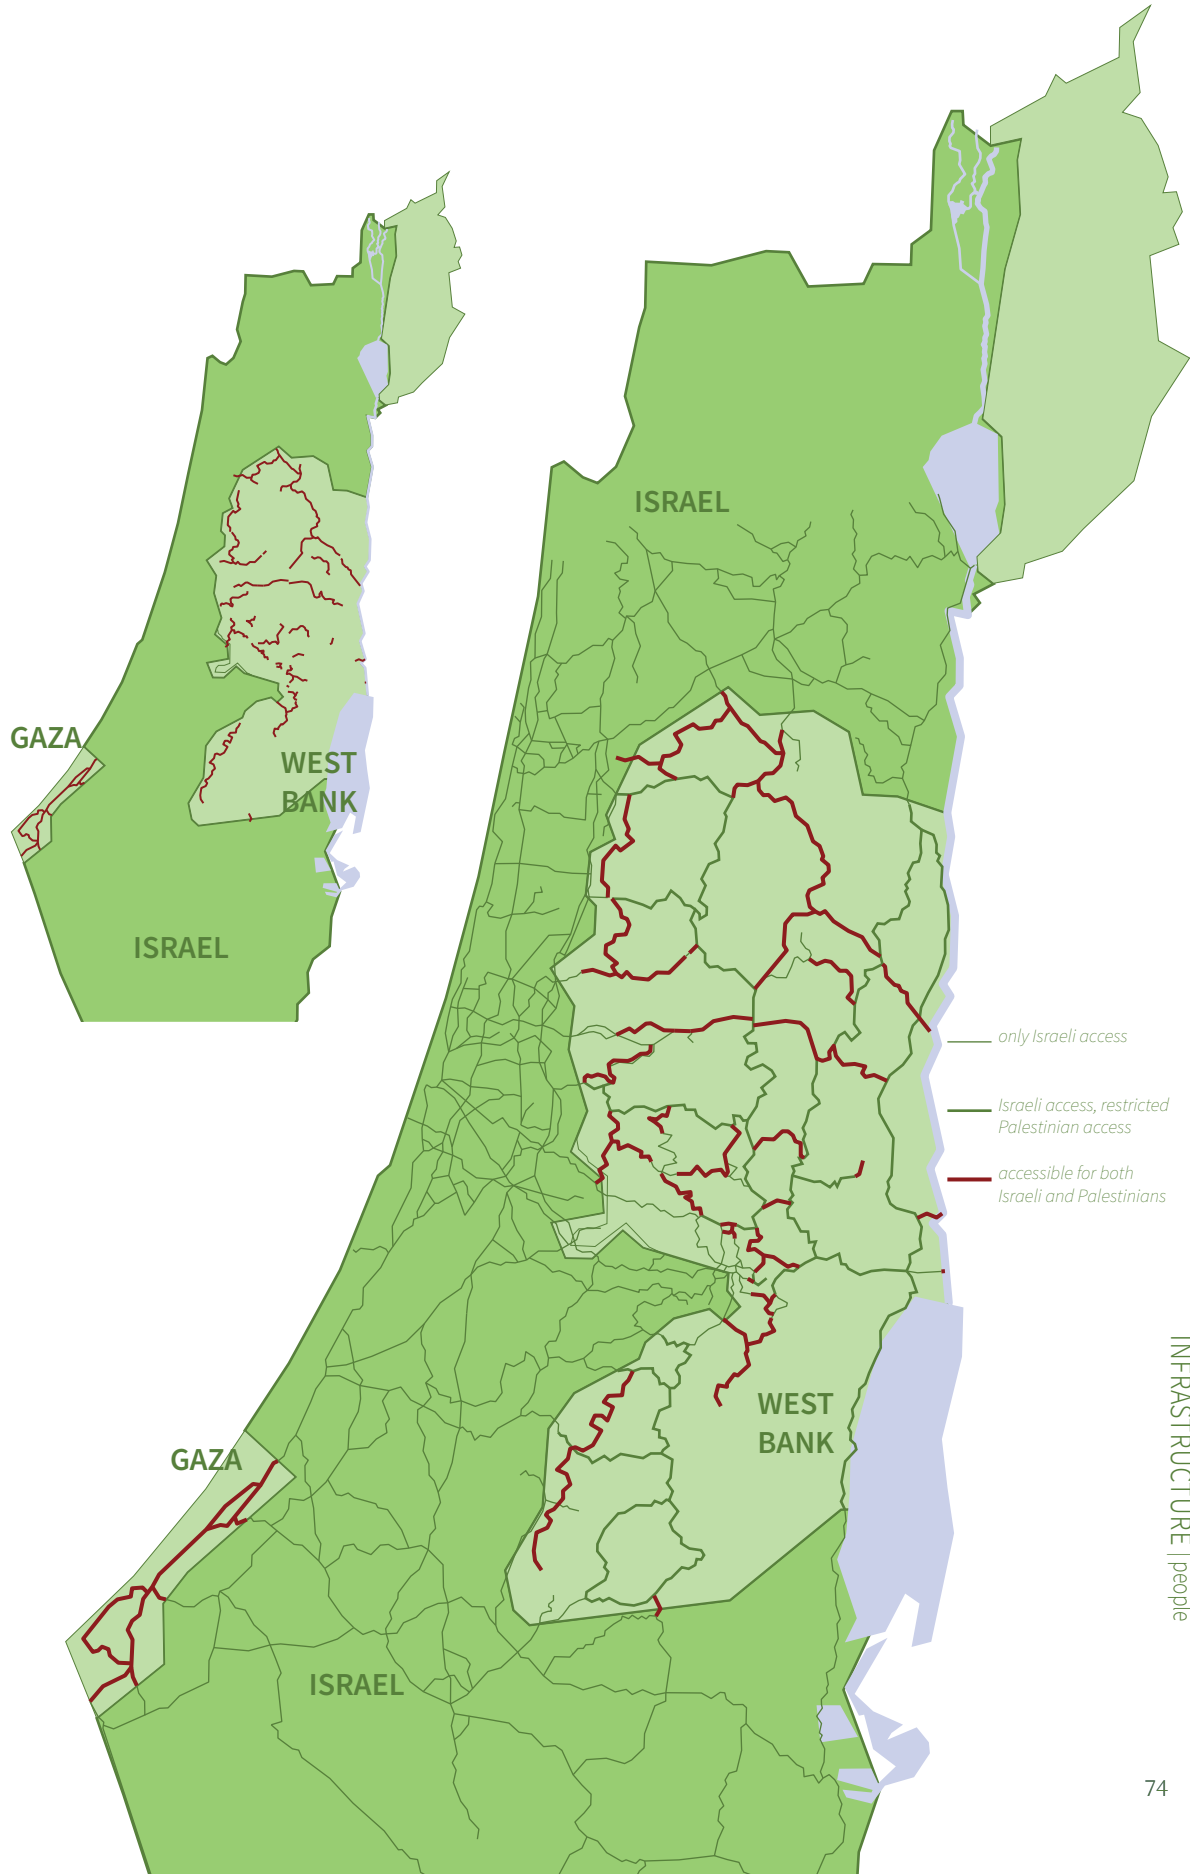 ISRAEL
GAZA
WEST
BANK
ISRAEL
only Israeli access
Israeli access, restricted
Palestinian access
accessible for both
Israeli and Palestinians
WEST
BANK
GAZA
ISRAEL
INFRASTRUCTURE | people
74